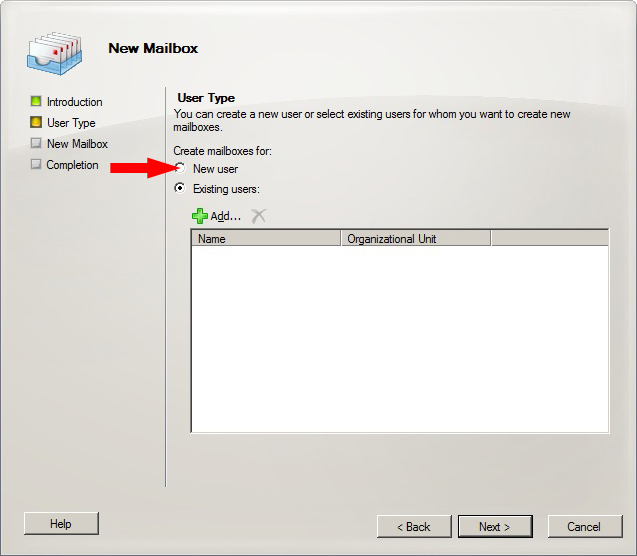 New Mailbox
Introduction
User Type
New Mailbox
Completion
User Type
You can create a new user or select existing users for whom you want to create new
mailboxes.
Create mailboxes for:
New user
Existing users:
Add...
Name Organizational Unit
Help < Back Next > Cancel